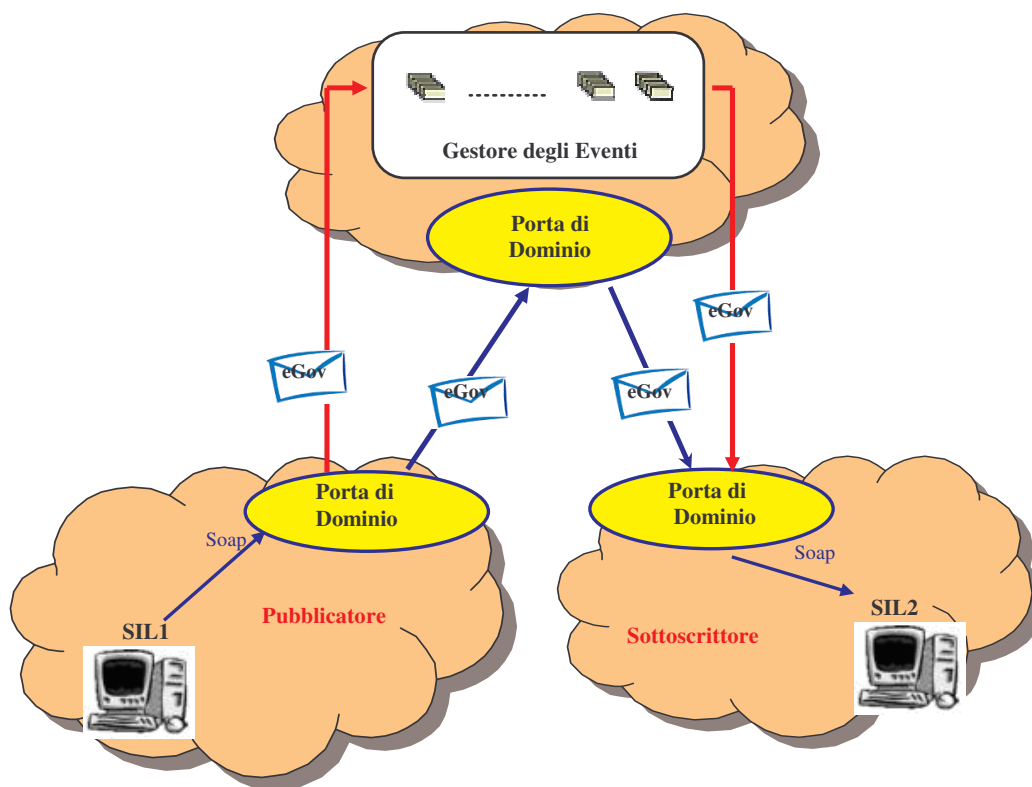 Gestore degli Eventi
Porta di
Dominio
eGov
eGov
eGov
eGov
Porta di
Dominio
Soap
Pubblicatore
SIL1
Porta di
Dominio
Soap
SIL2
Sottoscrittore